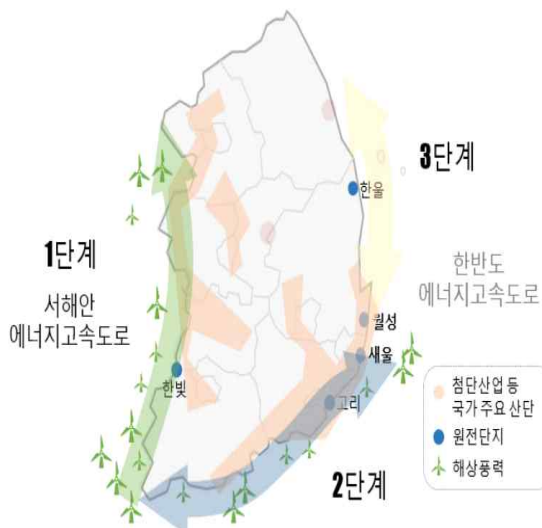 3단계
한울
1단계
서해안
에너지고속도로
한반도
에너지고속도로
월성
새울
한빛
고리
2단계
첨단산업 등
국가 주요 산단
원전단지
해상풍력